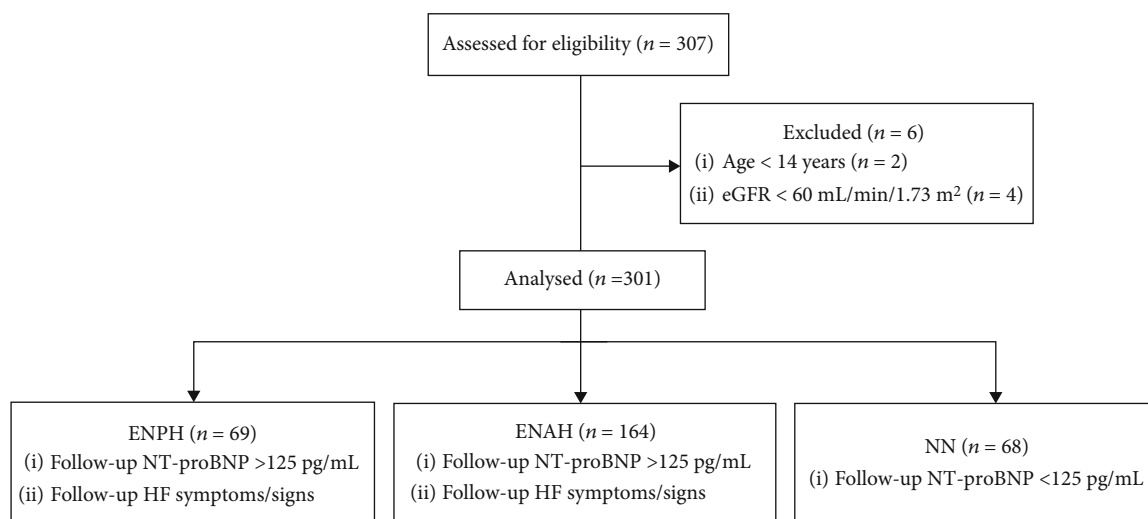 Assessed for eligibility (n = 307)
Excluded (n = 6)
(i) Age < 14 years (n = 2)
(ii) eGFR < 60 mL/min/1.73 m² (n = 4)
Analysed (n =301)
ENPH (n = 69)
(i) Follow-up NT-proBNP >125 pg/mL
(ii) Follow-up HF symptoms/signs
ENAH (n = 164)
(i) Follow-up NT-proBNP >125 pg/mL
(ii) Follow-up HF symptoms/signs
NN (n = 68)
(i) Follow-up NT-proBNP <125 pg/mL